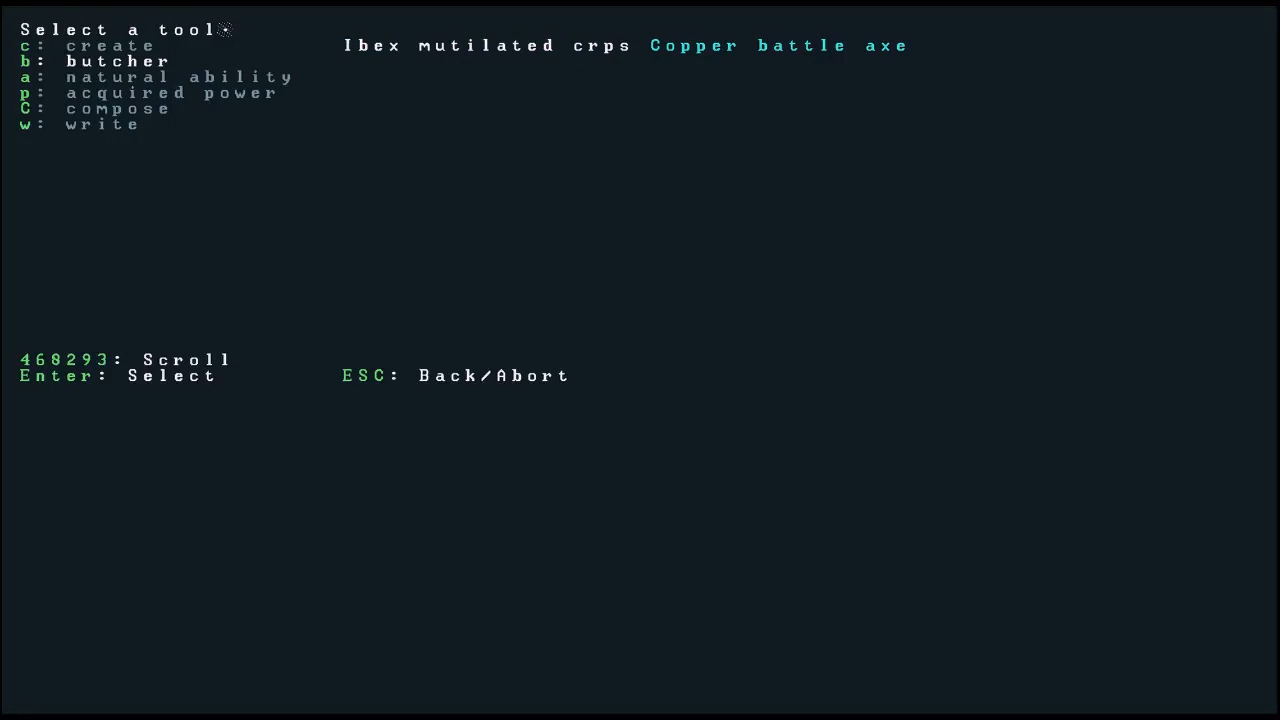 Select a tool
c: create
Ibex mutilated crps Copper battle axe
b: butcher
a: natural ability
p: acquired power
C: compose
w: write
468293: Scroll
Enter: Select
ESC: Back/Abort